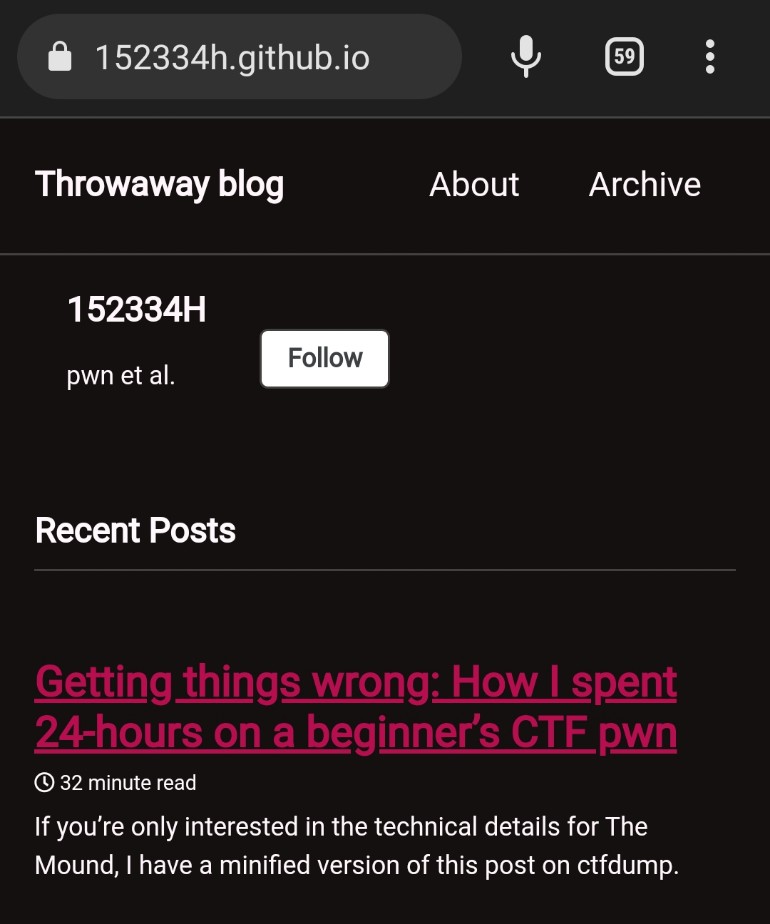 152334h.github.io
59
Throwaway blog
About
Archive
152334H
pwn et al.
Follow
Recent Posts
Getting things wrong: How I spent
24-hours on a beginner’s CTF pwn
32 minute read
If you’re only interested in the technical details for The
Mound, I have a minified version of this post on ctfdump.